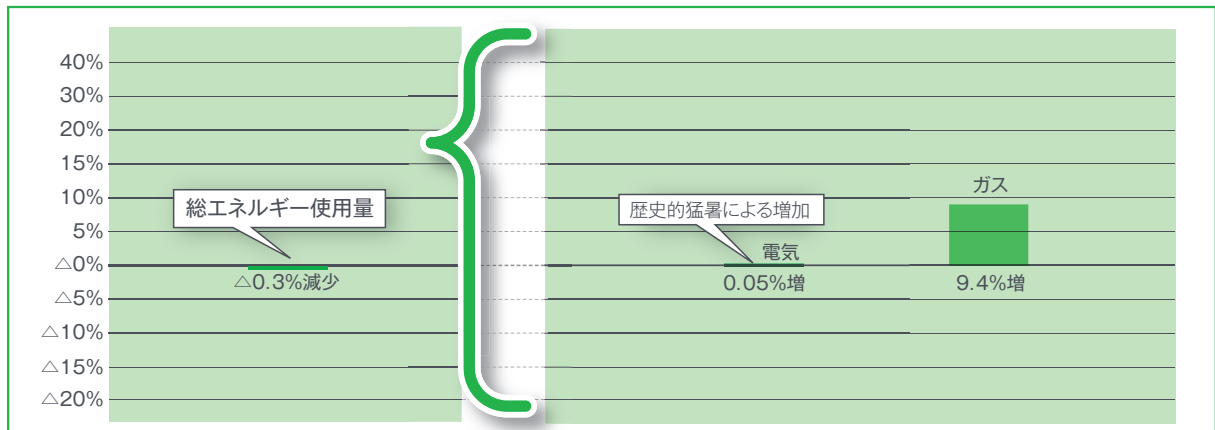 40%
30%
20%
15%
10%
5%
△0%
△5%
△10%
△15%
△20%
総エネルギー使用量
△0.3%減少
歴史的猛暑による増加
電気
0.05%増
ガス
9.4%増